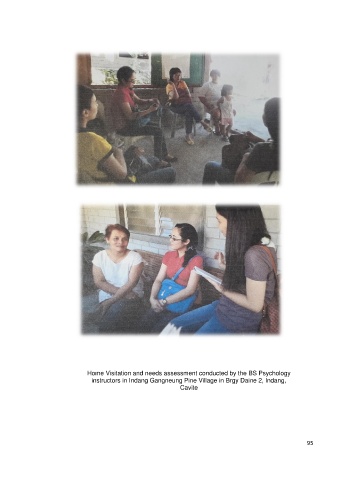 Home Visitation and needs assessment conducted by the BS Psychology
instructors in Indang Gangneung Pine Village in Brgy Daine 2, Indang,
Cavite
95